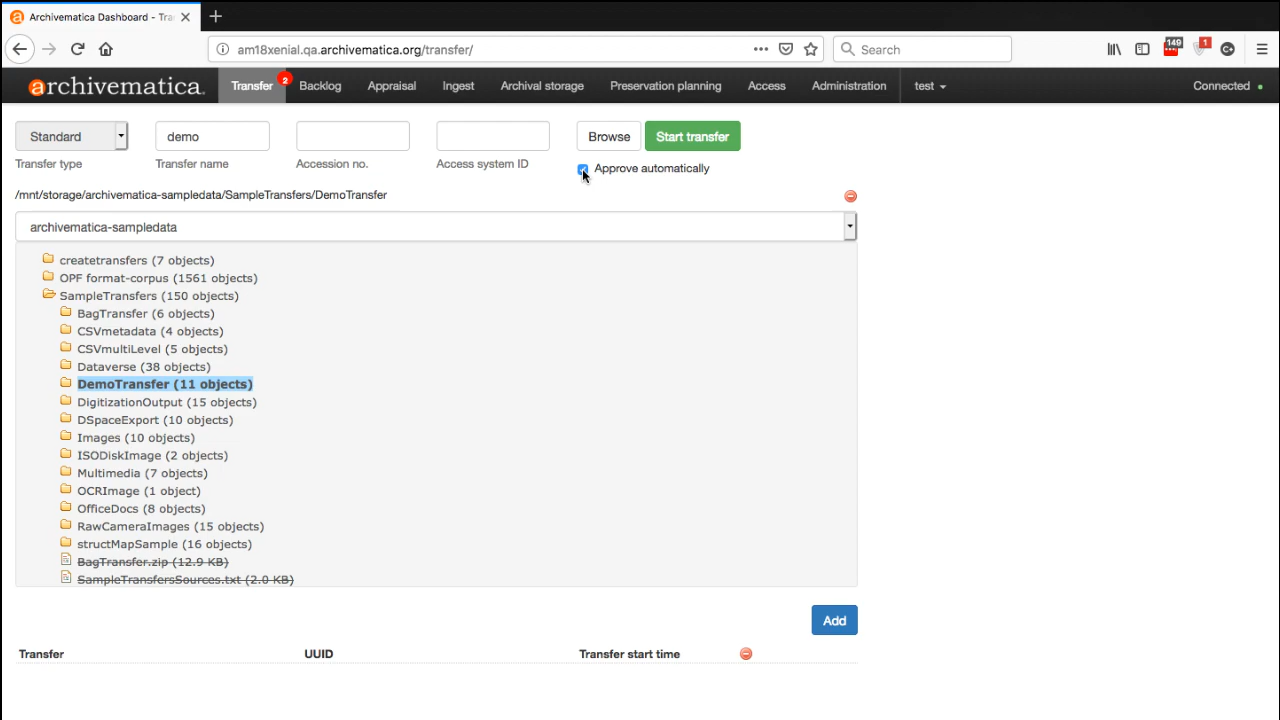 Archivematica Dashboard - Tra
am18xenial.qa.archivematica.org/transfer/
Search
149
1
archivematica
Transfer 2 Backlog Appraisal Ingest Archival storage Preservation planning Access Administration test Connected
Standard demo Browse Start transfer
Transfer type Transfer name Accession no. Access system ID Approve automatically
/mnt/storage/archivematica-sampledata/SampleTransfers/DemoTransfer
archivematica-sampledata
createtransfers (7 objects)
OPF format-corpus (1561 objects)
SampleTransfers (150 objects)
BagTransfer (6 objects)
CSVmetadata (4 objects)
CSVmultiLevel (5 objects)
Dataverse (38 objects)
DemoTransfer (11 objects)
DigitizationOutput (15 objects)
DSpaceExport (10 objects)
Images (10 objects)
ISODiskImage (2 objects)
Multimedia (7 objects)
OCRImage (1 object)
OfficeDocs (8 objects)
RawCameraImages (15 objects)
structMapSample (16 objects)
BagTransfer.zip (12.9 KB)
SampleTransfersSources.txt (2.0 KB)
Add
Transfer UUID Transfer start time